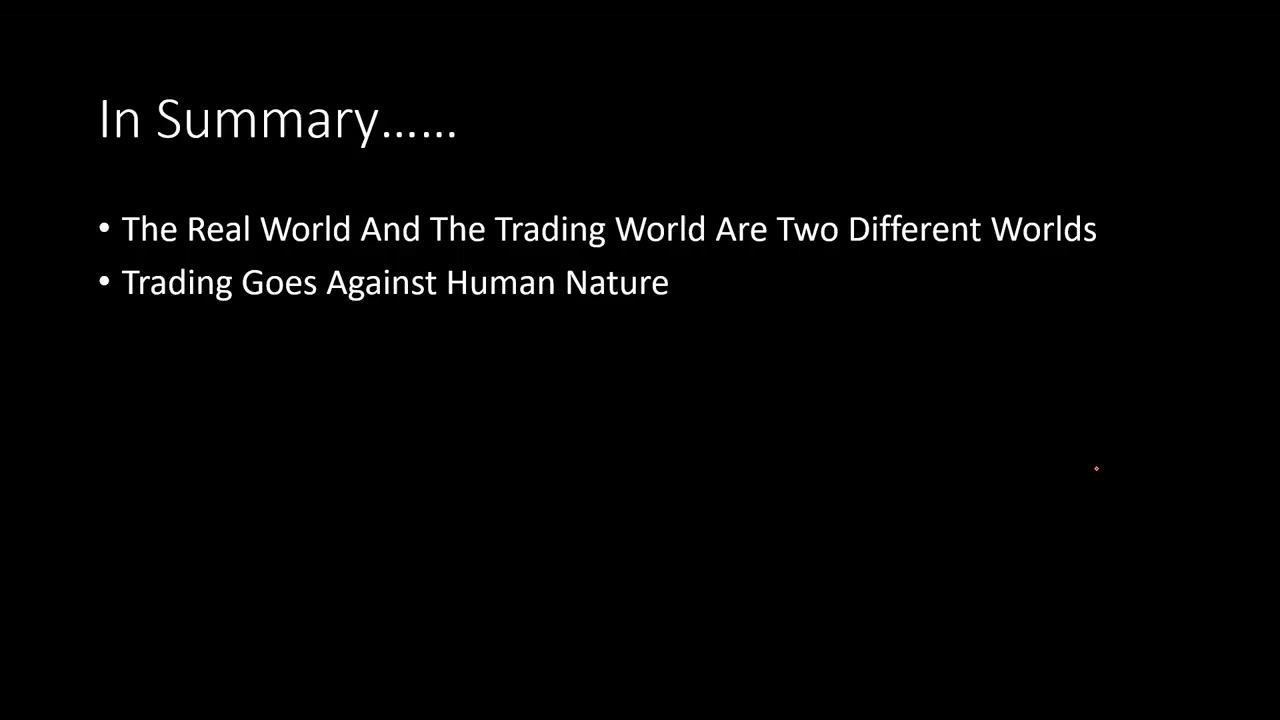 In Summary......
• The Real World And The Trading World Are Two Different Worlds
• Trading Goes Against Human Nature